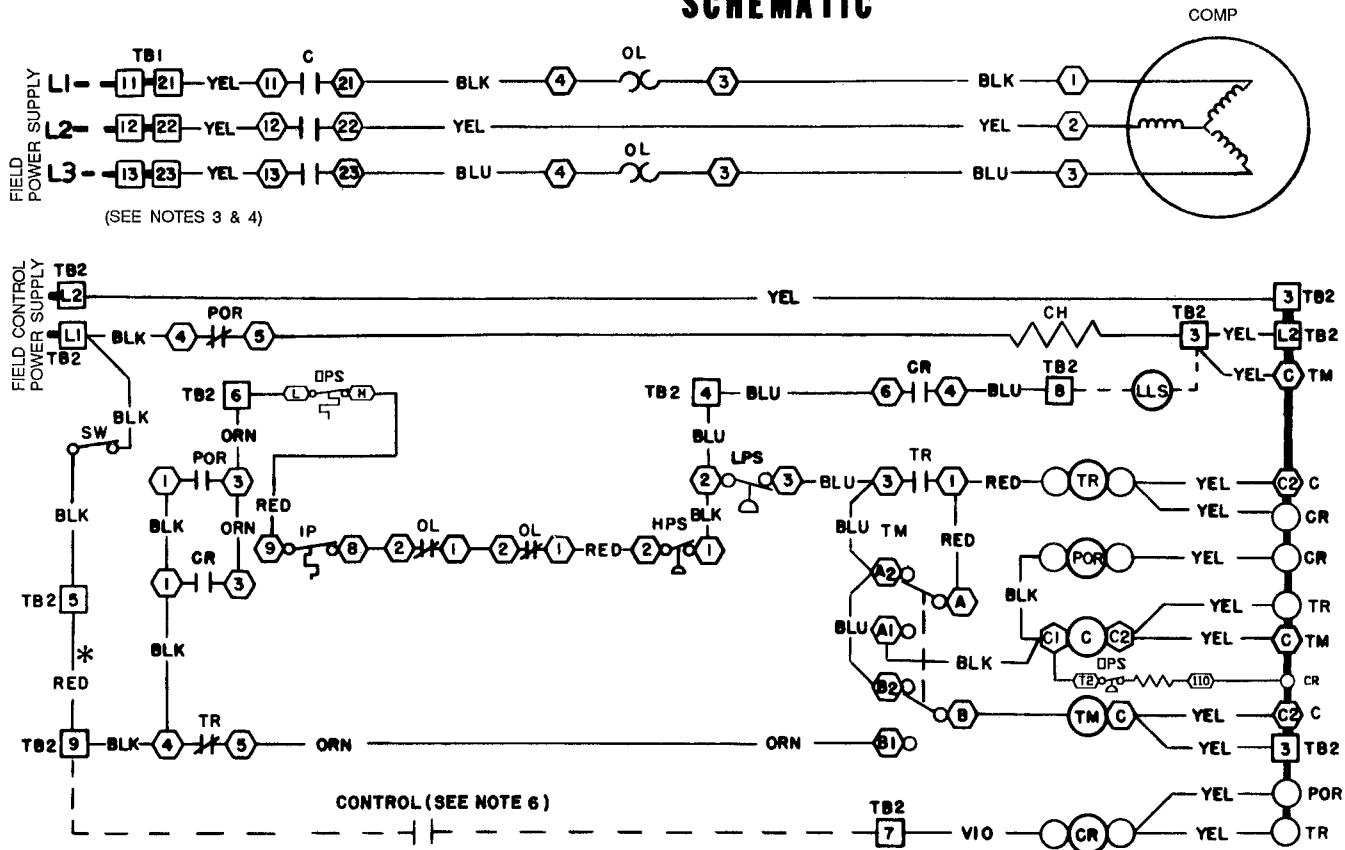 SCHEMATIC
COMP
TB1 C OL
FIELD POWER SUPPLY
L1 11 21 YEL 11 21 BLK 4 3 BLK 1
L2 12 22 YEL 12 22 YEL YEL 2
OL
L3 13 23 YEL 13 23 BLU 4 3 BLU 3
(SEE NOTES 3 & 4)
FIELD CONTROL POWER SUPPLY
TB2
L2 YEL 3 TB2
POR CH TB2
L1 BLK 4 5 3 YEL L2 TB2
TB2
YEL C TM
OPS CR TB2
TB2 6 L H TB2 4 BLU 6 4 BLU 8 LLS
BLK
SW ORN BLU
POR LPS TR
1 3 2 3 BLU 3 1 RED TR YEL C2 C
RED
BLK YEL CR
BLK ORN IP OL OL HPS BLK BLU TM RED
9 8 2 1 2 1 RED 2 1 POR YEL CR
CR
1 3 A2
BLK
TB2 5 A YEL TR
BLU A1 C1 C C2 YEL C TM
BLK
*
BLK OPS
RED B2 T2 110 CR
TR B TM C YEL C2 C
TB2 9 BLK 4 5 ORN ORN B1 YEL 3 TB2
YEL POR
CONTROL (SEE NOTE 6) TB2
7 VIO CR YEL TR